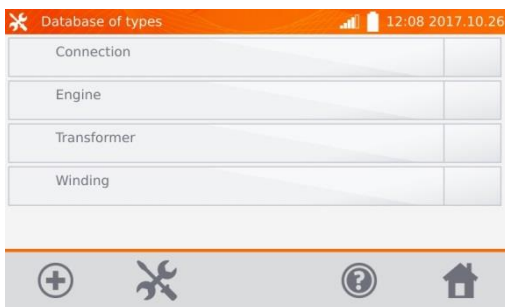 Database of types
12:08 2017.10.26
Connection
Engine
Transformer
Winding